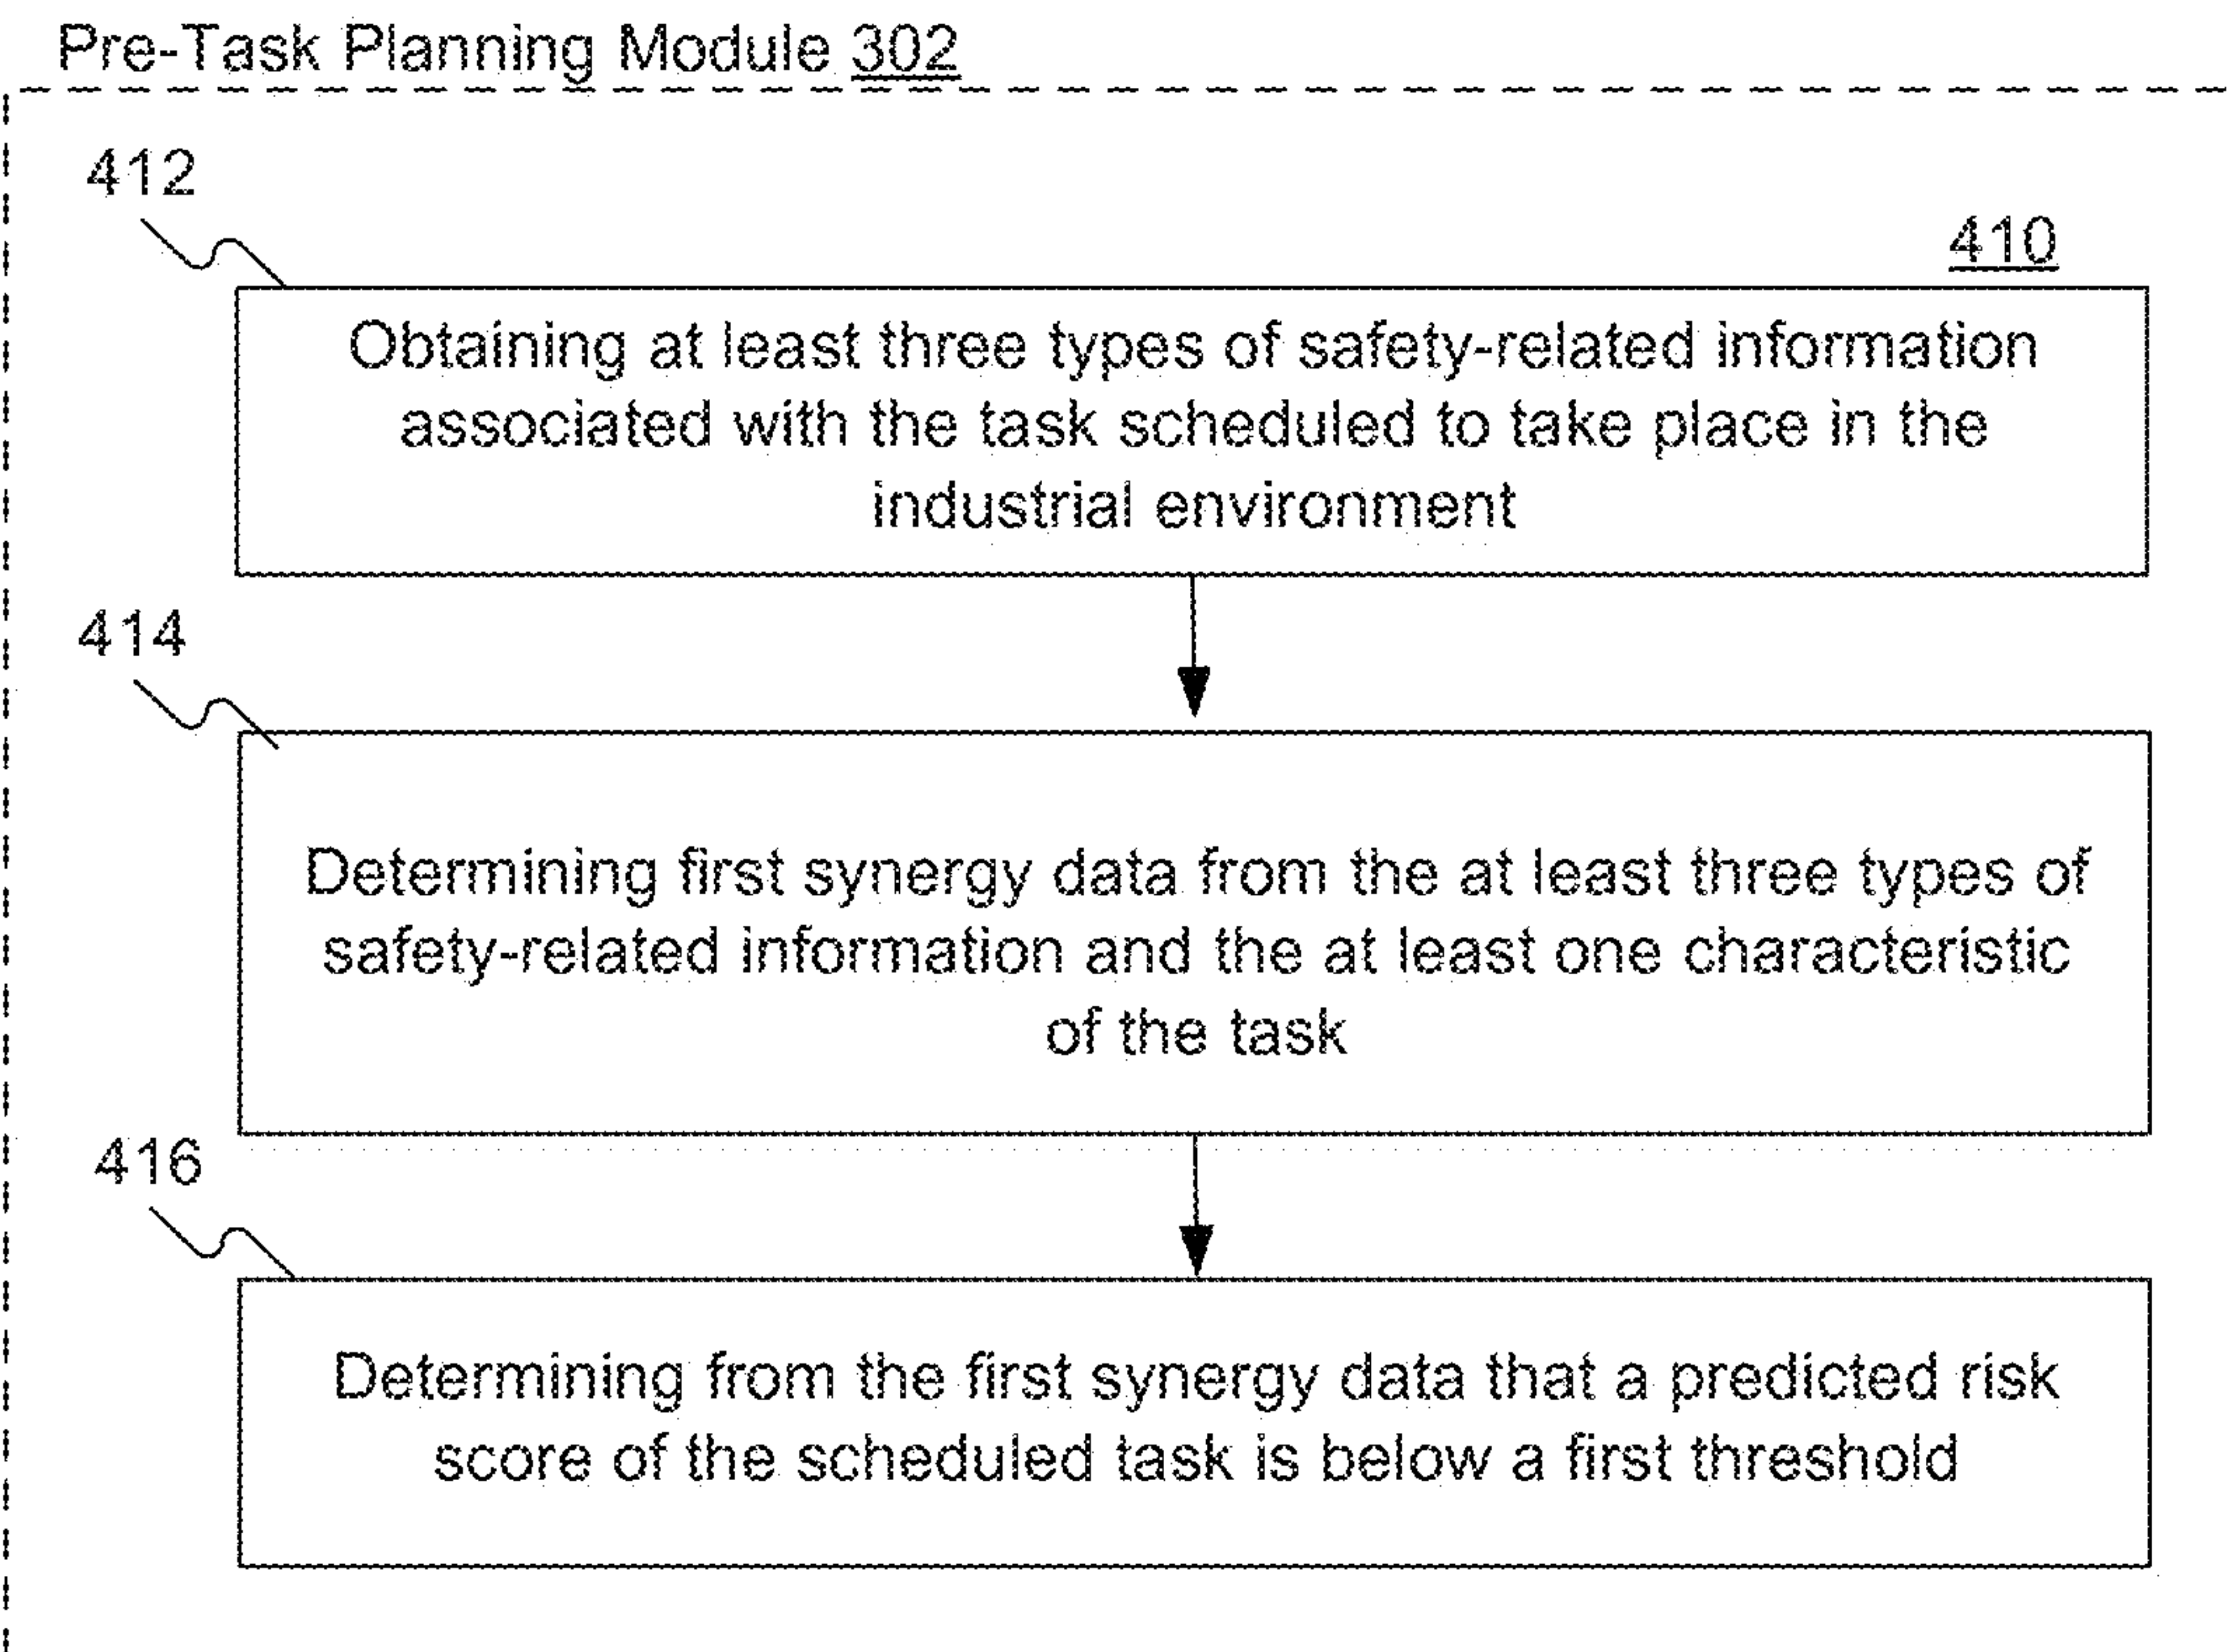 Pre-Task Planning Module 302
412
410
Obtaining at least three types of safety-related information
associated with the task scheduled to take place in the
industrial environment
414
Determining first synergy data from the at least three types of
safety-related information and the at least one characteristic
of the task
416
Determining from the first synergy data that a predicted risk
score of the scheduled task is below a first threshold